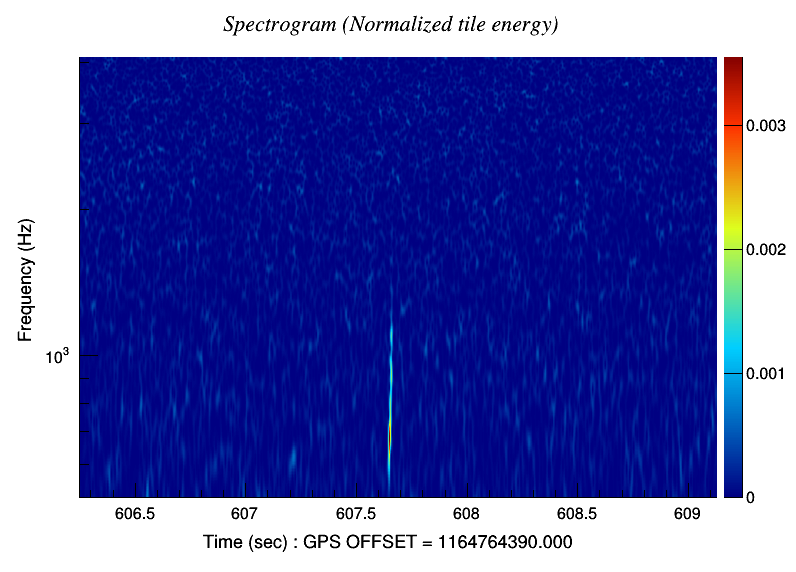 Spectrogram (Normalized tile energy)
0.003
0.002
0.001
0
Frequency (Hz)
10³
606.5 607 607.5 608 608.5 609
Time (sec) : GPS OFFSET = 1164764390.000